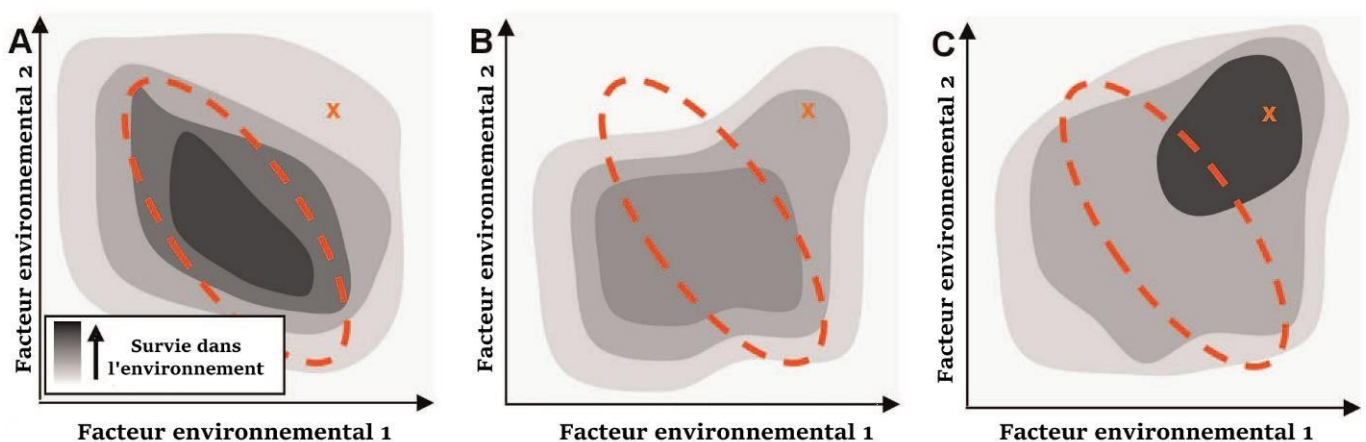 A
Facteur environnemental 2
x
Survie dans
l'environnement
Facteur environnemental 1
B
Facteur environnemental 2
x
Facteur environnemental 1
C
Facteur environnemental 2
x
Facteur environnemental 1